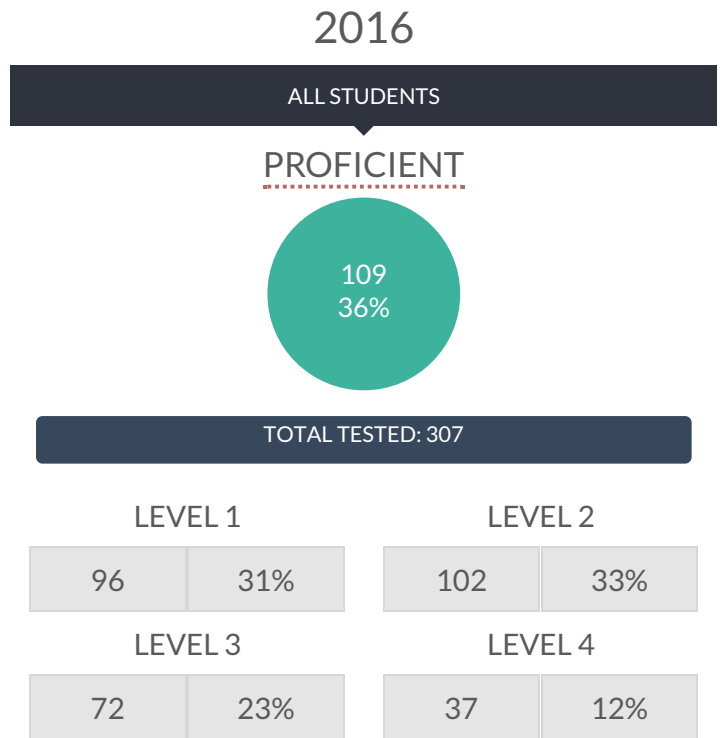 2016
ALL STUDENTS
PROFICIENT
109
36%
TOTAL TESTED: 307
LEVEL 1
LEVEL 2
96
31%
102
33%
LEVEL 3
LEVEL 4
72
23%
37
12%